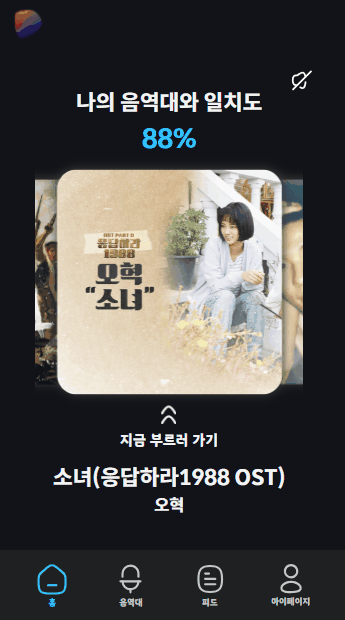 나의 음역대와 일치도
88%
OST PART 3
응답하라
1988
오혁
“소녀”
지금 부르러 가기
소녀(응답하라1988 OST)
오혁
홈
음역대
피드
마이페이지